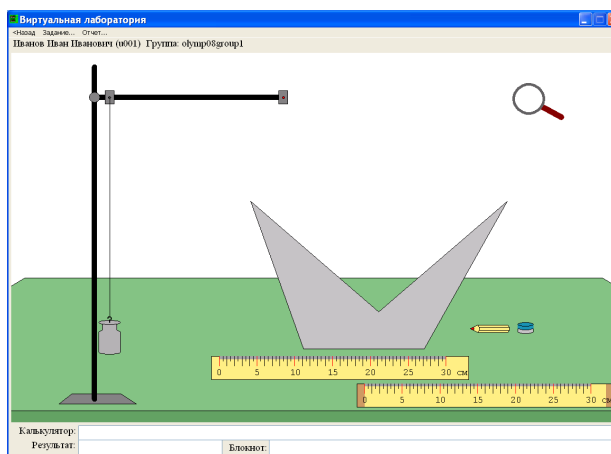 Виртуальная лаборатория
<Назад Задание... Отчет...
Иванов Иван Иванович (u001) Группа: olymp08group1
0 5 10 15 20 25 30 см
0 5 10 15 20 25 30 см
Калькулятор:
Результат: Блокнот: